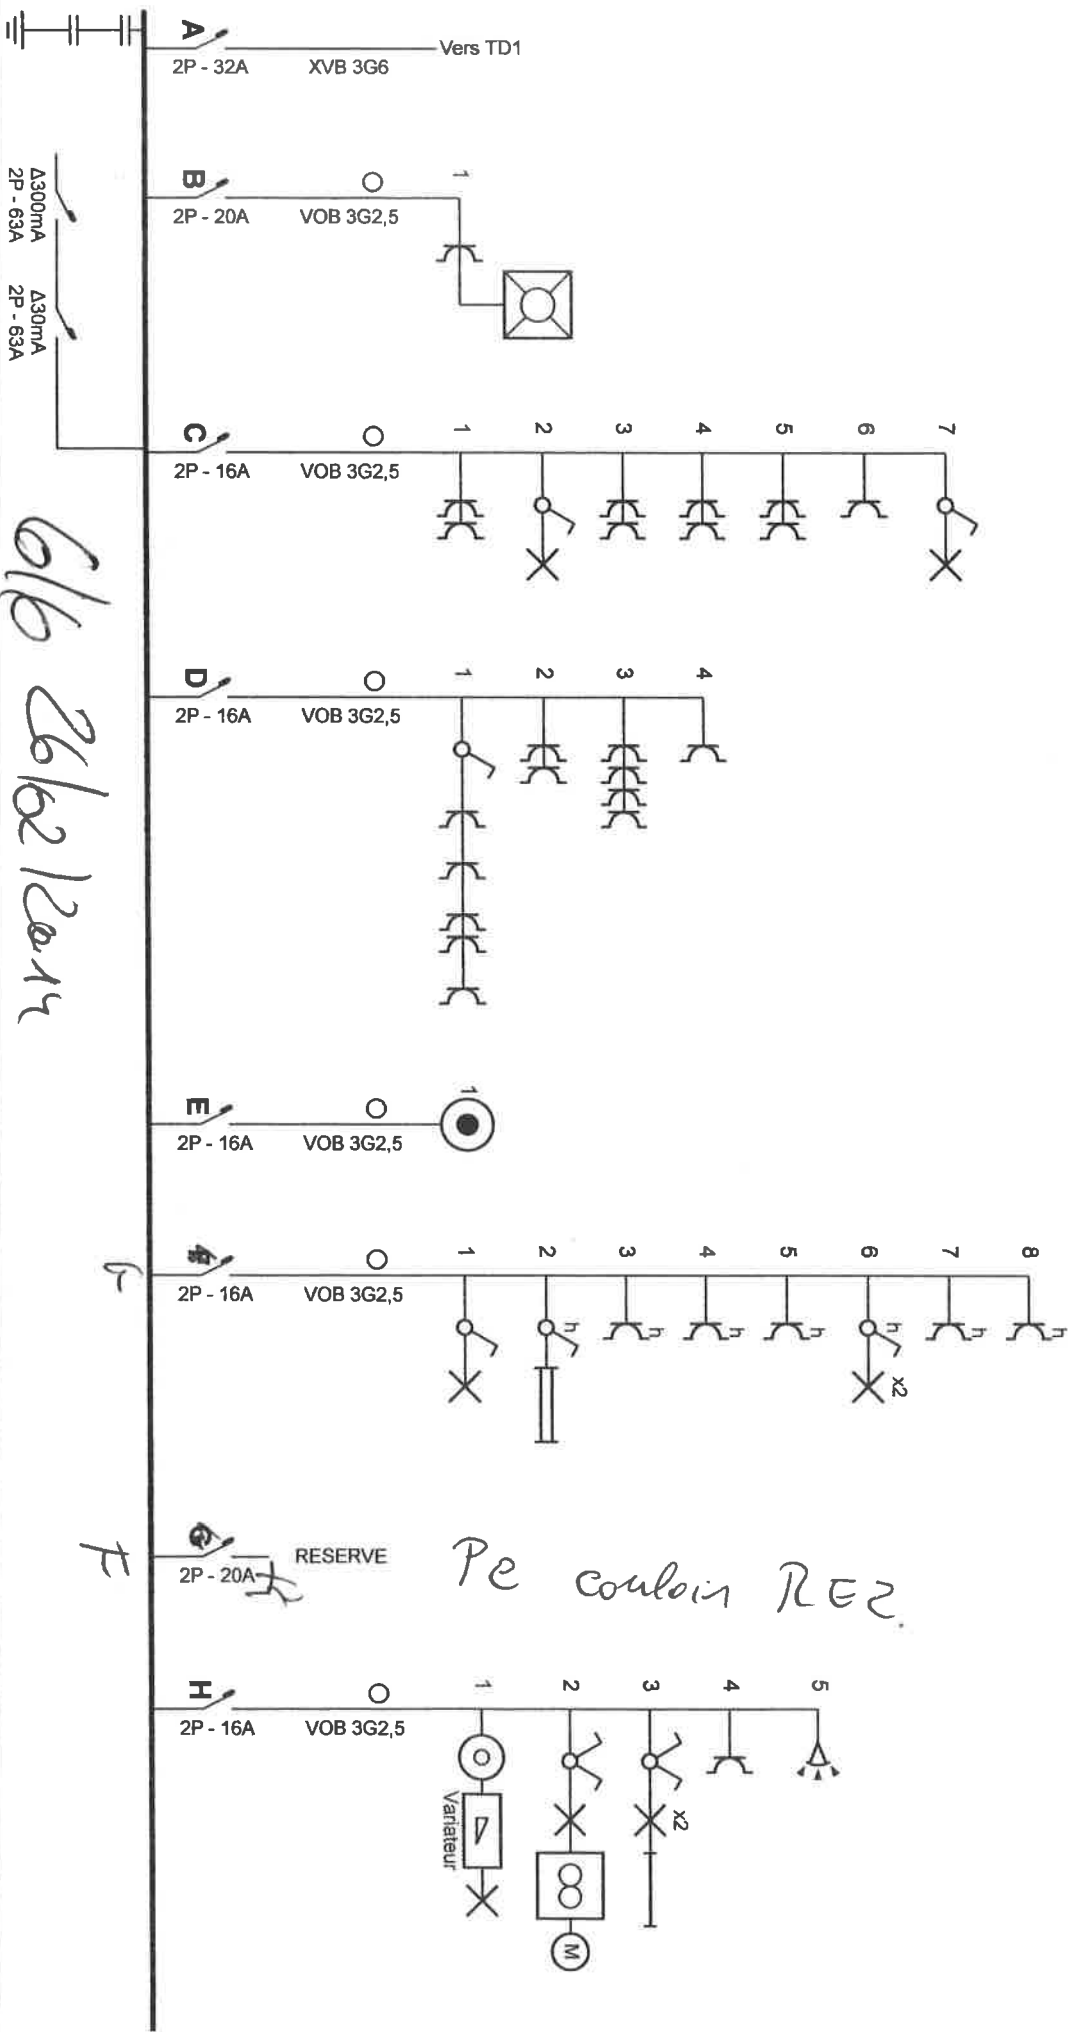 A
2P - 32A
XVB 3G6
Vers TD1
Δ300mA
2P - 63A
Δ30mA
2P - 63A
B
2P - 20A
VOB 3G2,5
1
C
2P - 16A
VOB 3G2,5
1
2
3
4
5
6
7
D
2P - 16A
VOB 3G2,5
1
2
3
4
E
2P - 16A
VOB 3G2,5
1
G
2P - 16A
VOB 3G2,5
1
2
h
3
h
4
h
5
h
6
h
x2
7
h
8
h
F
G
2P - 20A
RESERVE
Pc couloir REZ.
H
2P - 16A
VOB 3G2,5
1
Variateur
2
M
3
x2
4
5
6/6 26/02/2014